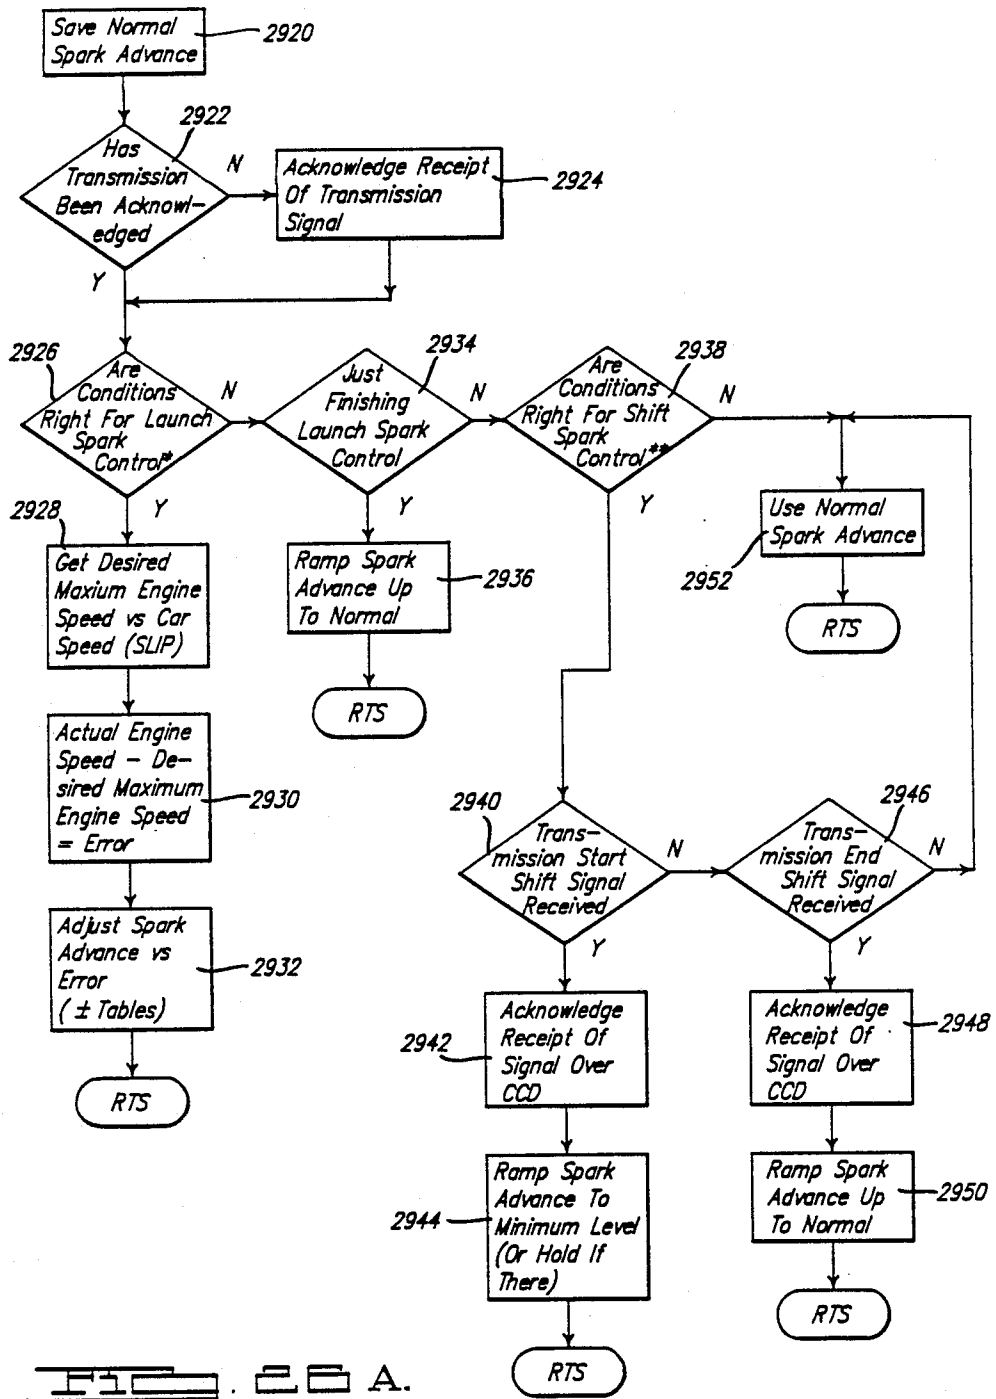 Save Normal
Spark Advance
2920
Has
Transmission
Been Acknowl-
edged
2922
N
Y
Acknowledge Receipt
Of Transmission
Signal
2924
2926
Are
Conditions
Right For Launch
Spark
Control*
N
Y
Just
Finishing
Launch Spark
Control
2934
N
Y
Are
Conditions
Right For Shift
Spark
Control**
2938
N
Y
2928
Get Desired
Maxium Engine
Speed vs Car
Speed (SLIP)
Ramp Spark
Advance Up
To Normal
2936
RTS
Use Normal
Spark Advance
2952
RTS
Actual Engine
Speed - De-
sired Maximum
Engine Speed
= Error
2930
Adjust Spark
Advance vs
Error
(± Tables)
2932
RTS
2940
Trans-
mission Start
Shift Signal
Received
N
Y
2946
Trans-
mission End
Shift Signal
Received
N
Y
2942
Acknowledge
Receipt Of
Signal Over
CCD
Acknowledge
Receipt Of
Signal Over
CCD
2948
2944
Ramp Spark
Advance To
Minimum Level
(Or Hold If
There)
RTS
Ramp Spark
Advance Up
To Normal
2950
RTS
A.